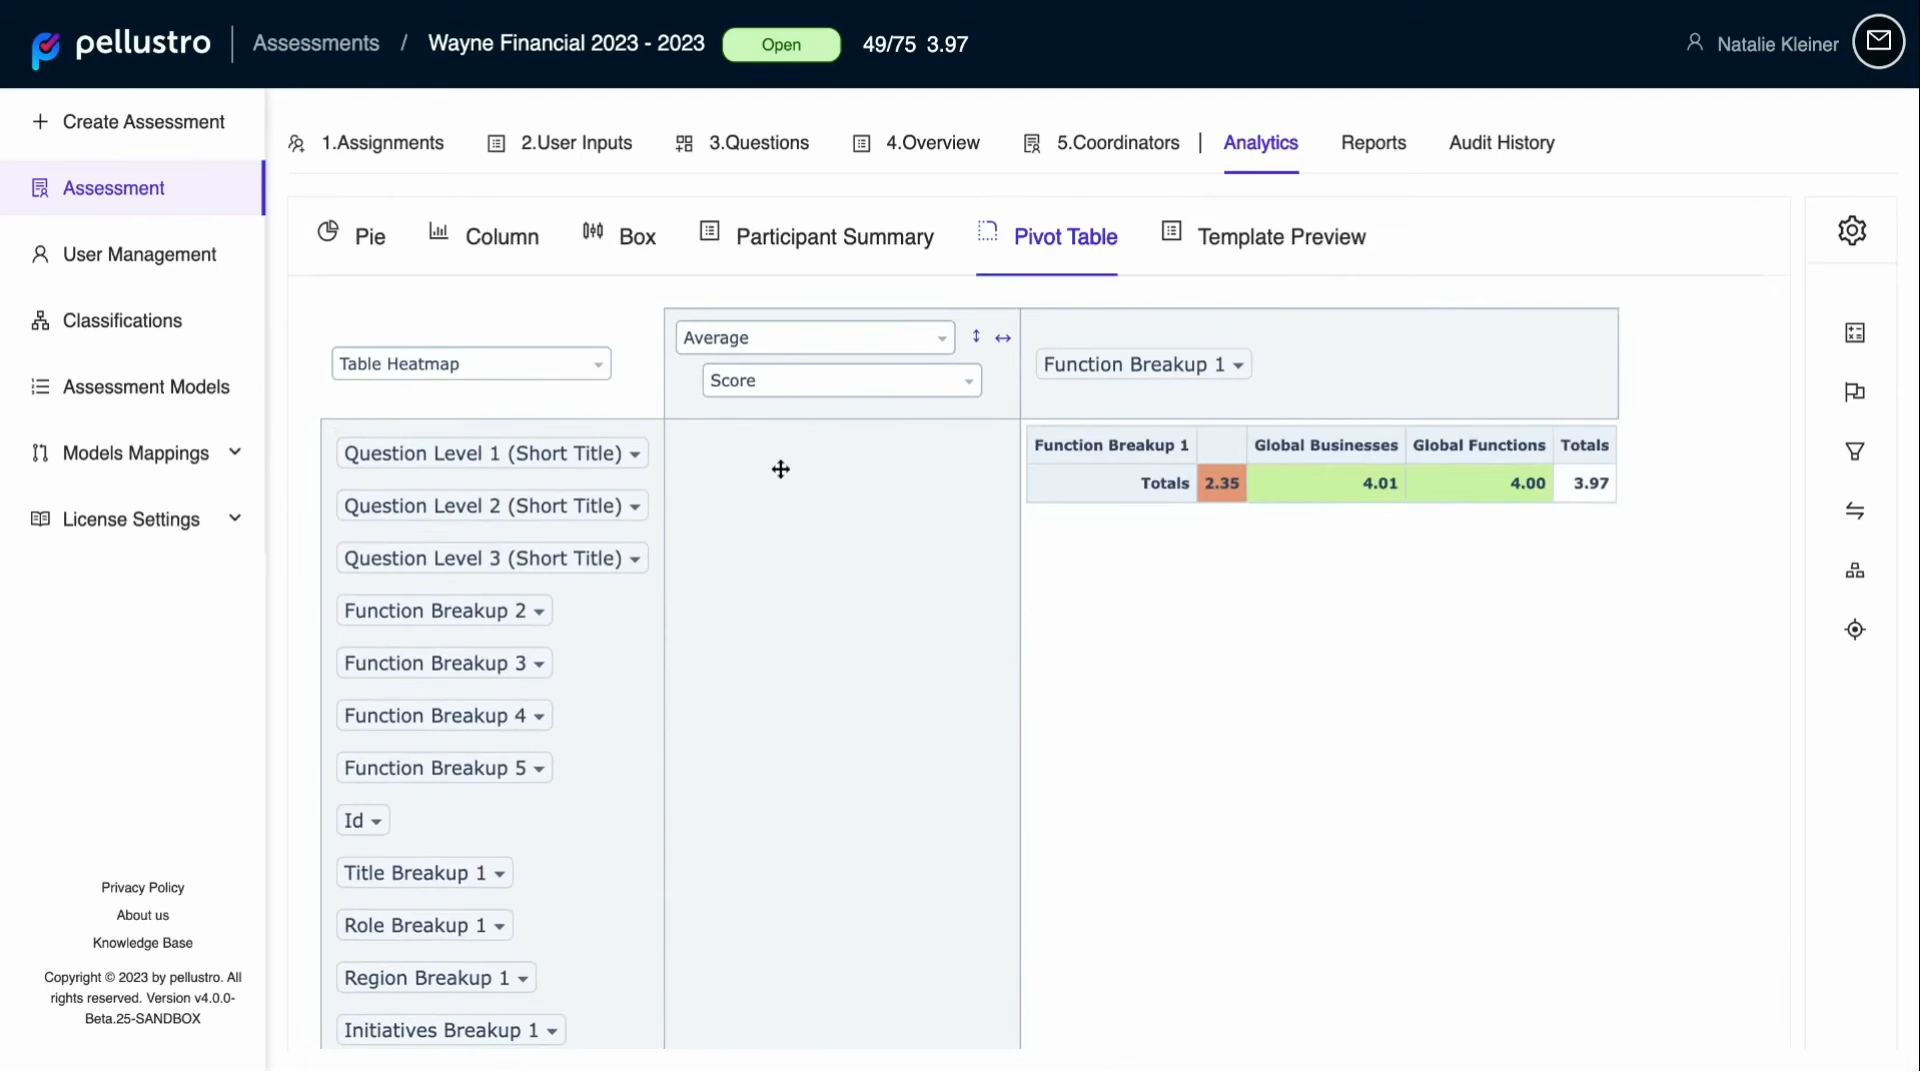 pellustro
Assessments / Wayne Financial 2023 - 2023 Open 49/75 3.97
Natalie Kleiner
Create Assessment
Assessment
User Management
Classifications
Assessment Models
Models Mappings
License Settings
Privacy Policy
About us
Knowledge Base
Copyright © 2023 by pellustro. All
rights reserved. Version v4.0.0-
Beta.25-SANDBOX
1.Assignments 2.User Inputs 3.Questions 4.Overview 5.Coordinators | Analytics Reports Audit History
Pie Column Box Participant Summary Pivot Table Template Preview
Table Heatmap
Average
Score
Function Breakup 1
Question Level 1 (Short Title)
Question Level 2 (Short Title)
Question Level 3 (Short Title)
Function Breakup 2
Function Breakup 3
Function Breakup 4
Function Breakup 5
Id
Title Breakup 1
Role Breakup 1
Region Breakup 1
Initiatives Breakup 1
Function Breakup 1 Global Businesses Global Functions Totals
Totals 2.35 4.01 4.00 3.97